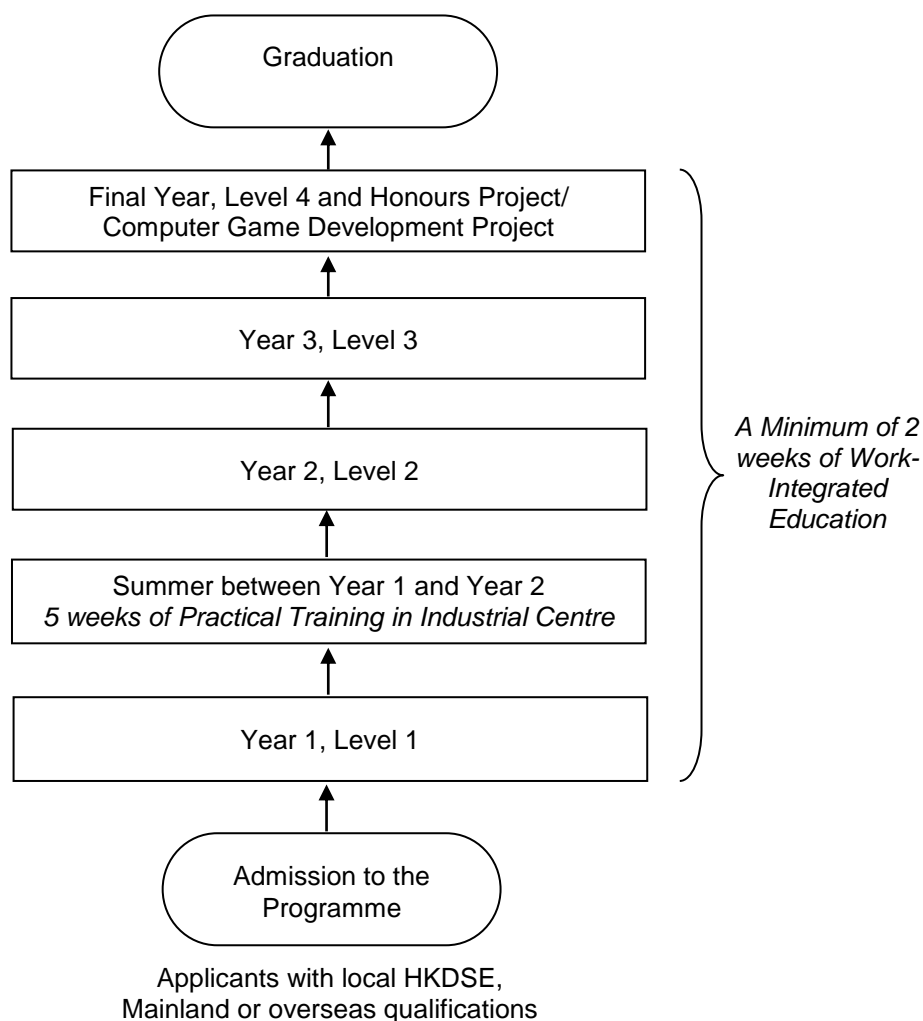 Graduation
Final Year, Level 4 and Honours Project/
Computer Game Development Project
Year 3, Level 3
Year 2, Level 2
Summer between Year 1 and Year 2
5 weeks of Practical Training in Industrial Centre
Year 1, Level 1
A Minimum of 2
weeks of Work-
Integrated
Education
Admission to the
Programme
Applicants with local HKDSE,
Mainland or overseas qualifications